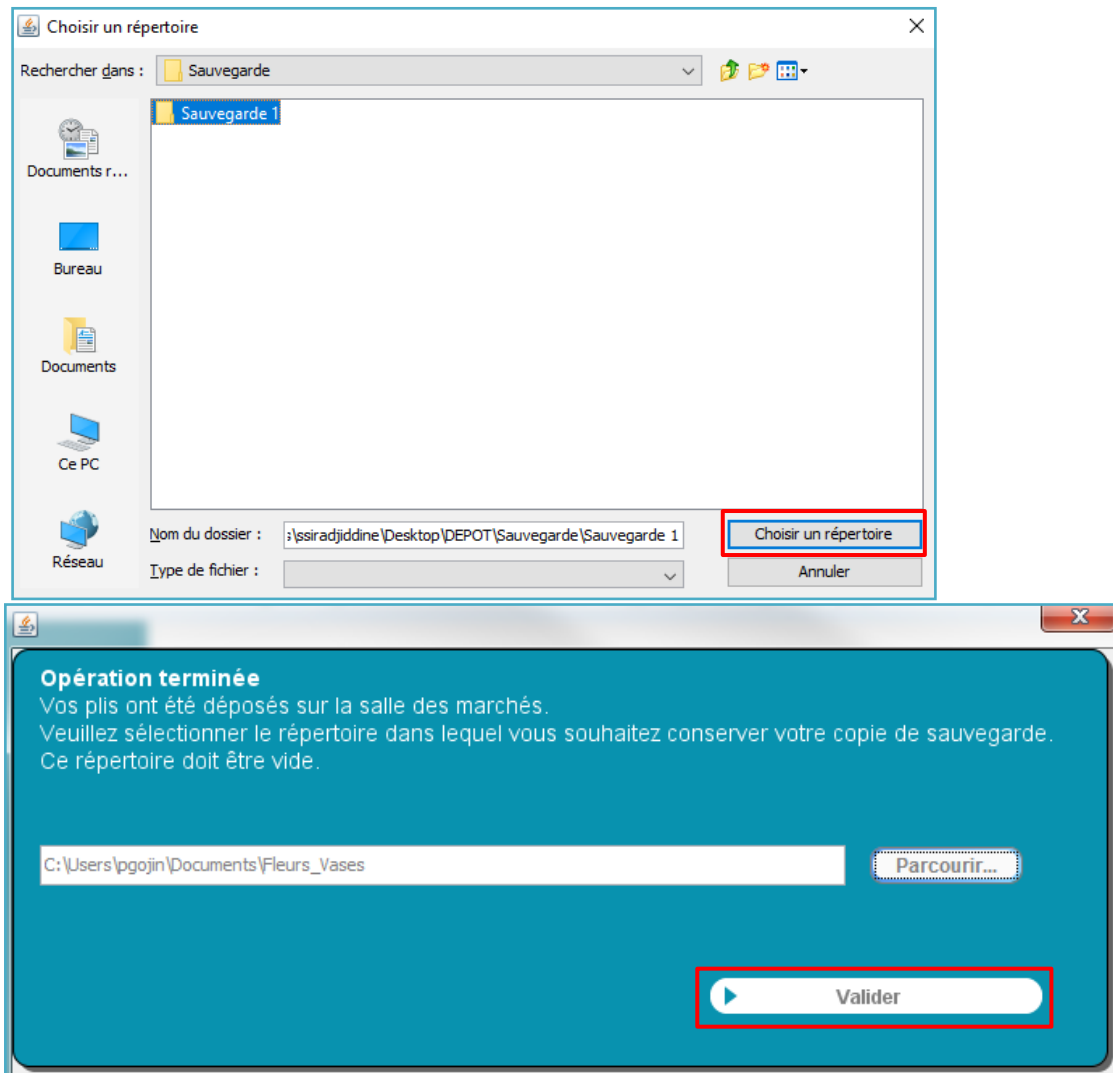 Choisir un répertoire
Rechercher dans : Sauvegarde
Sauvegarde 1
Documents r...
Bureau
Documents
Ce PC
Réseau
Nom du dossier : \ssiradjiddine\Desktop\DEPOT\Sauvegarde\Sauvegarde 1
Choisir un répertoire
Type de fichier :
Annuler
X
Opération terminée
Vos plis ont été déposés sur la salle des marchés.
Veuillez sélectionner le répertoire dans lequel vous souhaitez conserver votre copie de sauvegarde.
Ce répertoire doit être vide.
C:\Users\pgojin\Documents\Fleurs_Vases
Parcourir...
Valider